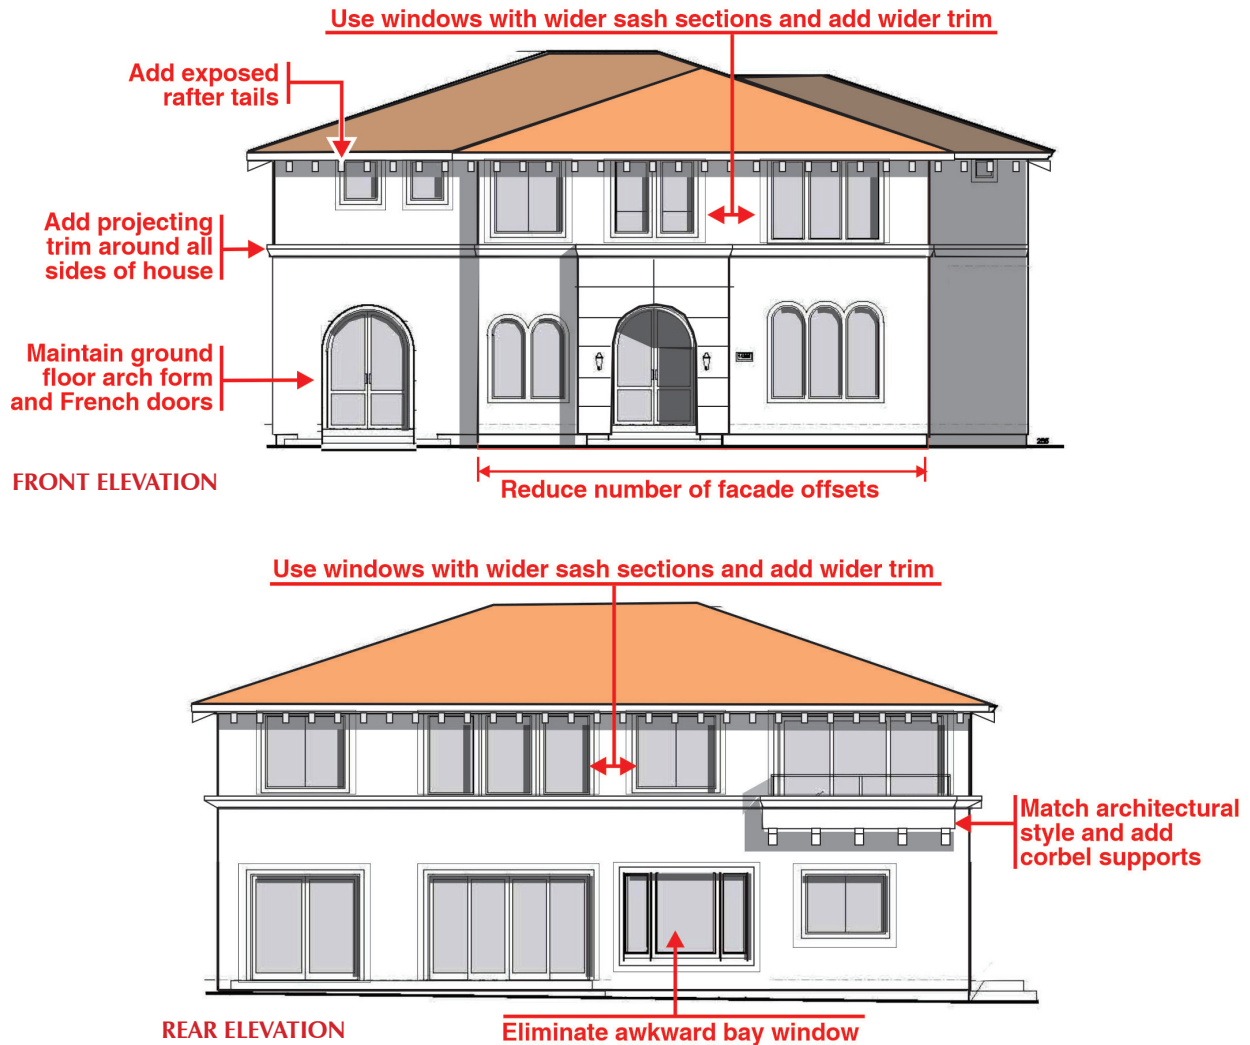 Use windows with wider sash sections and add wider trim
Add exposed
rafter tails
Add projecting
trim around all
sides of house
Maintain ground
floor arch form
and French doors
FRONT ELEVATION
Reduce number of facade offsets
Use windows with wider sash sections and add wider trim
Match architectural
style and add
corbel supports
REAR ELEVATION
Eliminate awkward bay window